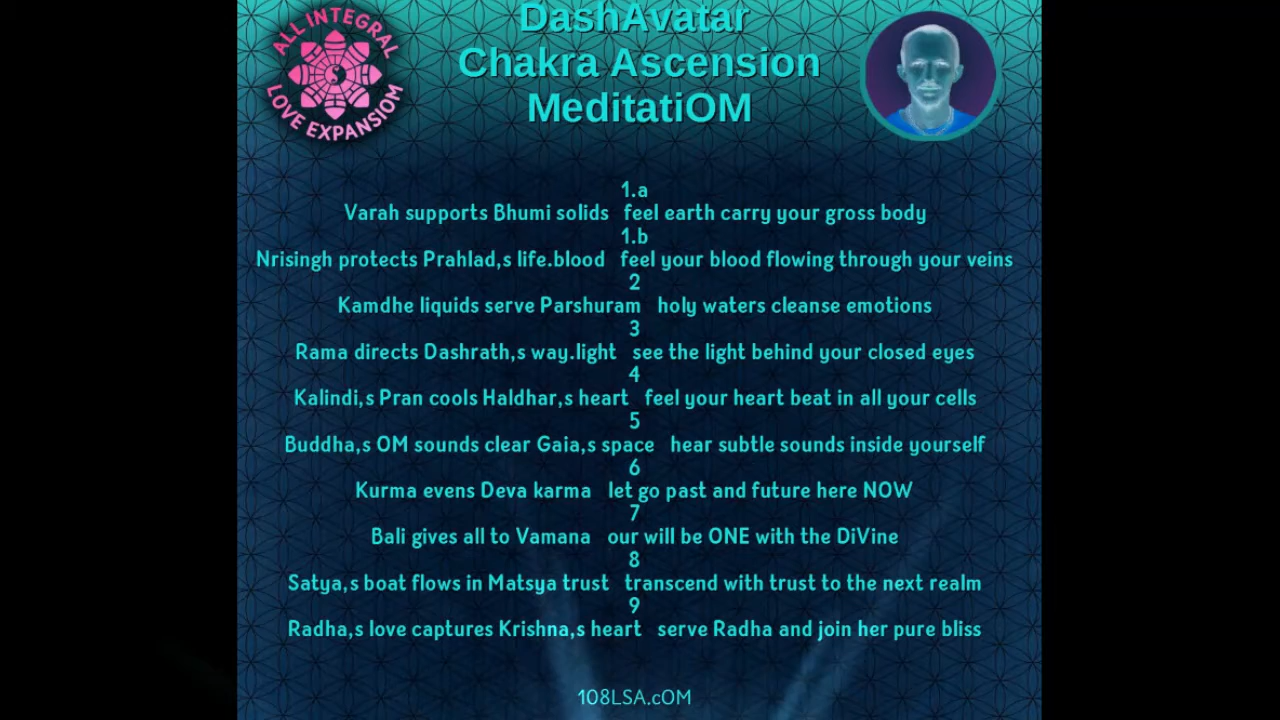 ALL INTEGRAL
LOVE EXPANSIOM
DashAvatar
Chakra Ascension
MeditatiOM
1.a
Varah supports Bhumi solids feel earth carry your gross body
1.b
Nrisingh protects Prahlad,s life.blood feel your blood flowing through your veins
2
Kamdhe liquids serve Parshuram holy waters cleanse emotions
3
Rama directs Dashrath,s way.light see the light behind your closed eyes
4
Kalindi,s Pran cools Haldhar,s heart feel your heart beat in all your cells
5
Buddha,s OM sounds clear Gaia,s space hear subtle sounds inside yourself
6
Kurma evens Deva karma let go past and future here NOW
7
Bali gives all to Vamana our will be ONE with the DiVine
8
Satya,s boat flows in Matsya trust transcend with trust to the next realm
9
Radha,s love captures Krishna,s heart serve Radha and join her pure bliss
108LSA.cOM